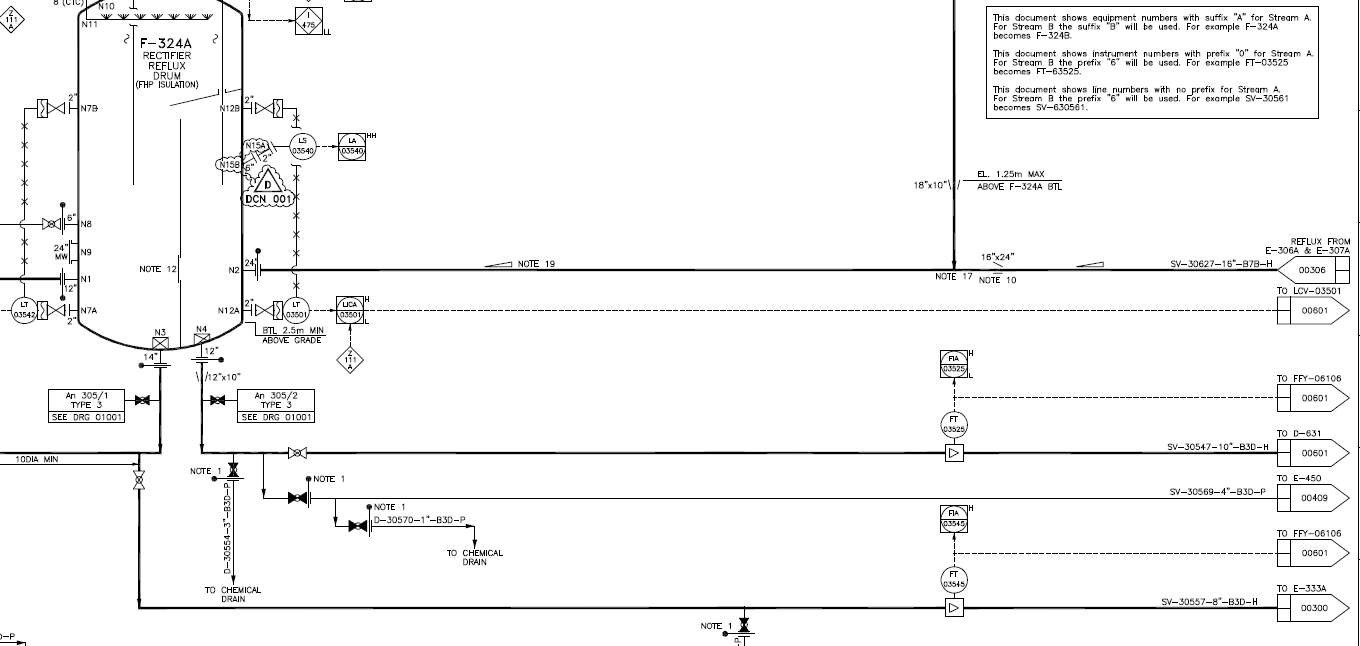 8 (CTC)
N10
N11
Z
111
A
I
475
LL
F-324A
RECTIFIER
REFLUX
DRUM
(FHP ISOLATION)
This document shows equipment numbers with suffix "A" for Stream A.
For Stream B the suffix "B" will be used. For example F-324A
becomes F-324B.
This document shows instrument numbers with prefix "0" for Stream A.
For Stream B the prefix "6" will be used. For example FT-03525
becomes FT-63525.
This document shows line numbers with no prefix for Stream A.
For Stream B the prefix "6" will be used. For example SV-30561
becomes SV-630561.
2"
N7B
N12B
2"
N15A
2"
N15B
6"
LS
03540
LA
03540
HH
D
DCN 001
18"x10"
EL. 1.25m MAX
ABOVE F-324A BTL
6"
N8
24"
MW
N9
N1
12"
NOTE 12
N2
24"
NOTE 19
NOTE 17
16"x24"
NOTE 10
SV-30627-16"-B7B-H
REFLUX FROM
E-306A & E-307A
00306
LT
03542
N7A
2"
N12A
2"
LT
03501
LICA
03501
H
L
TO LCV-03501
00601
BTL 2.5m MIN
ABOVE GRADE
Z
111
A
N3
N4
14"
12"
12"x10"
An 305/1
TYPE 3
SEE DRG 01001
An 305/2
TYPE 3
SEE DRG 01001
FIA
03525
H
L
TO FFY-06106
00601
FT
03525
SV-30547-10"-B3D-H
TO D-631
00601
10DIA MIN
NOTE 1
NOTE 1
SV-30569-4"-B3D-P
TO E-450
00409
NOTE 1
D-30570-1"-B3D-P
TO CHEMICAL
DRAIN
D-30554-3"-B3D-P
TO CHEMICAL
DRAIN
FIA
03545
H
TO FFY-06106
00601
FT
03545
SV-30557-8"-B3D-H
TO E-333A
00300
NOTE 1
D-P
P